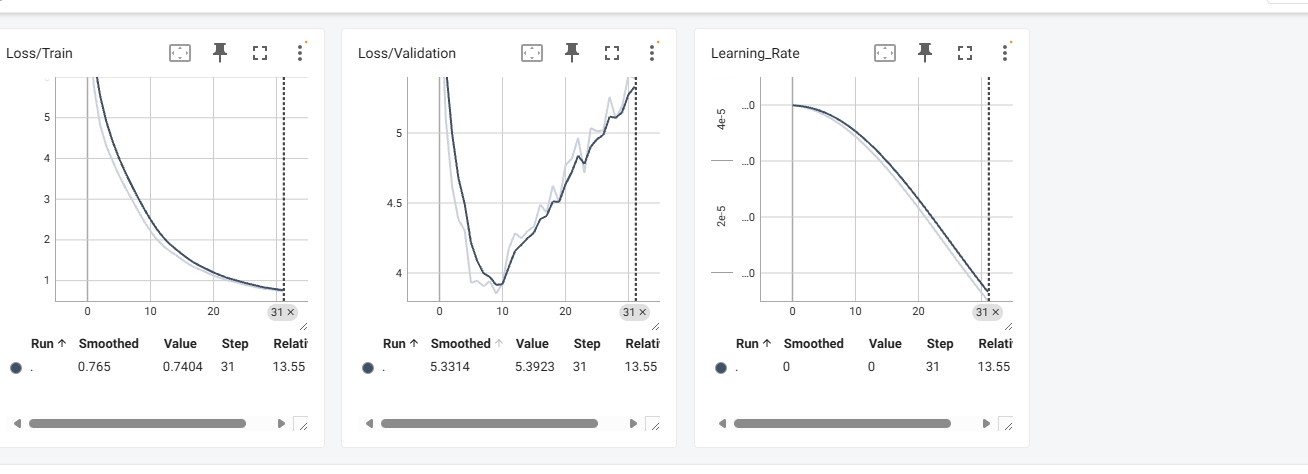 Loss/Train
5
4
3
2
1
0 10 20 31 ×
Run ↑ Smoothed Value Step Relati
. 0.765 0.7404 31 13.55
Loss/Validation
5
4.5
4
0 10 20 31 ×
Run ↑ Smoothed ↑ Value Step Relati
. 5.3314 5.3923 31 13.55
Learning_Rate
4e-5
2e-5
...0
...0
...0
...0
0 10 20 31 ×
Run ↑ Smoothed Value Step Relati
. 0 0 31 13.55